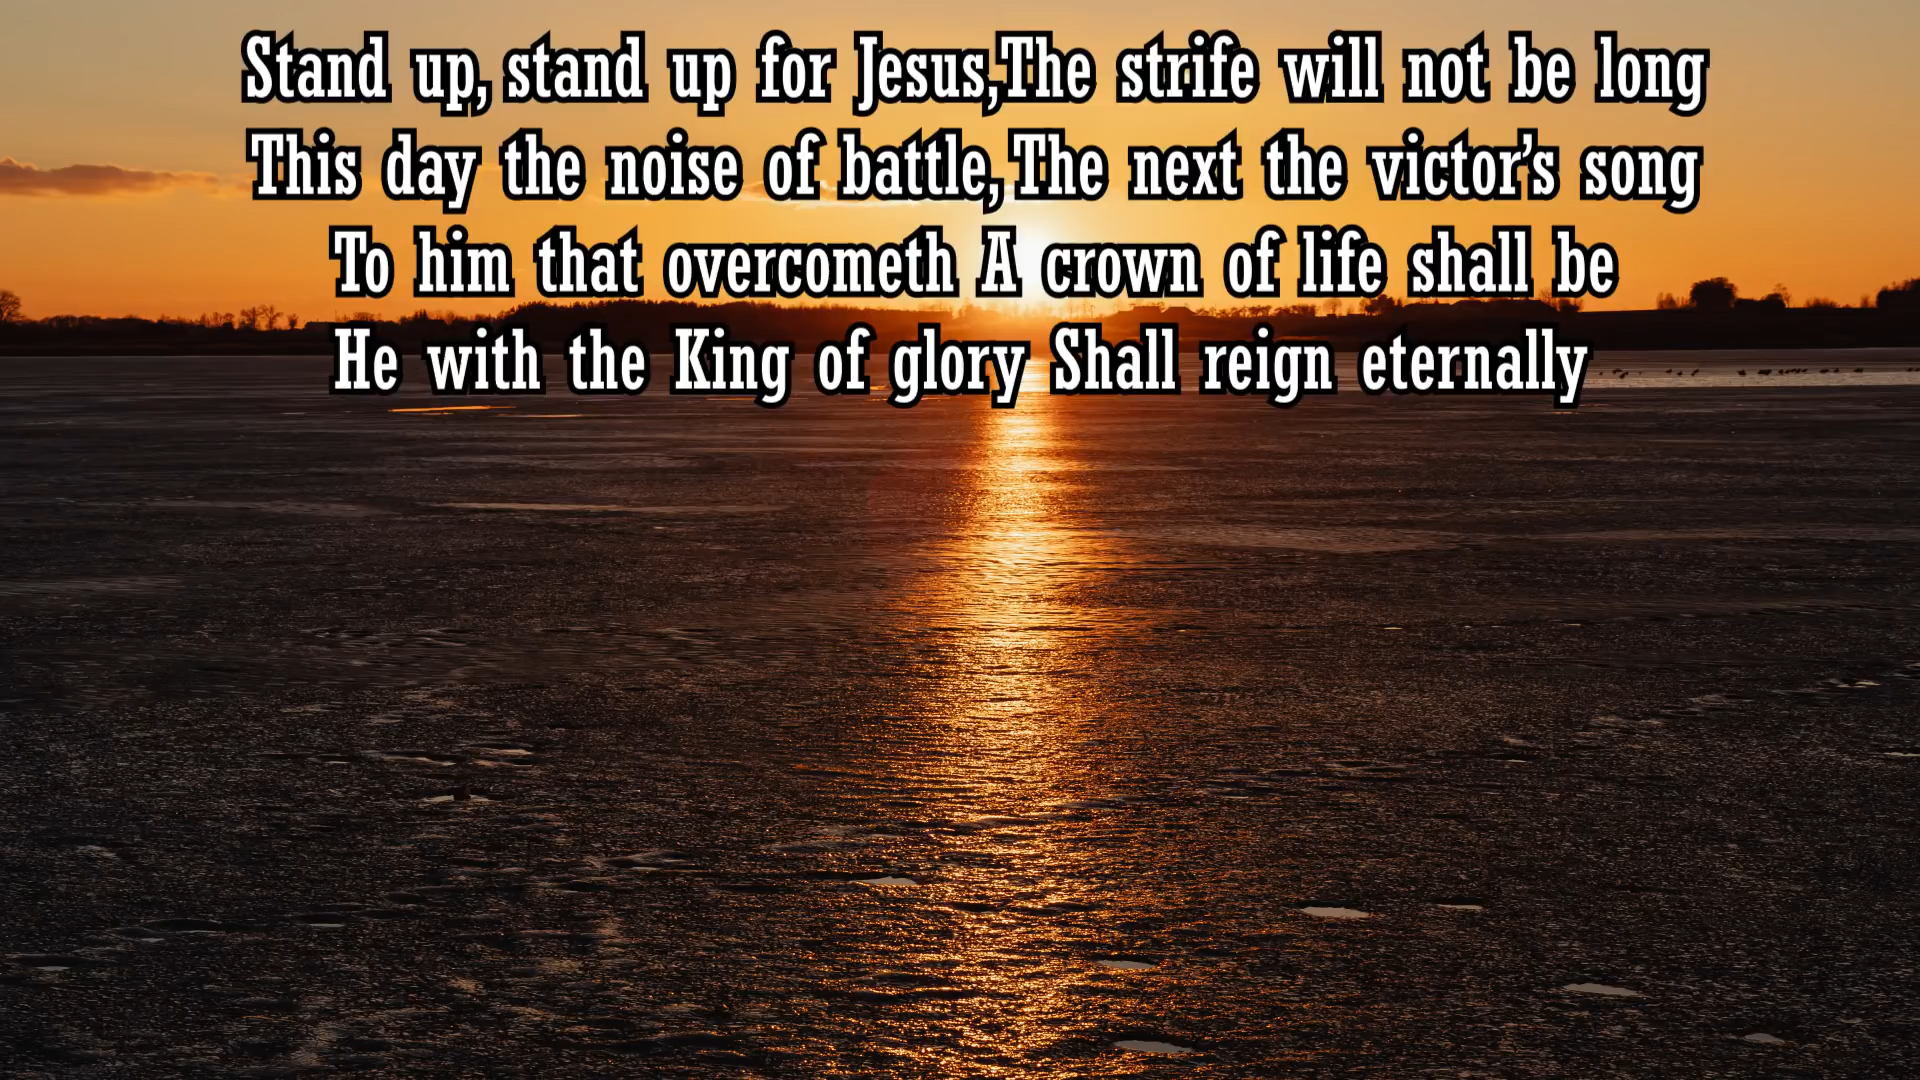 Stand up, stand up for Jesus,The strife will not be long
This day the noise of battle, The next the victor's song
To him that overcometh A crown of life shall be
He with the King of glory Shall reign eternally